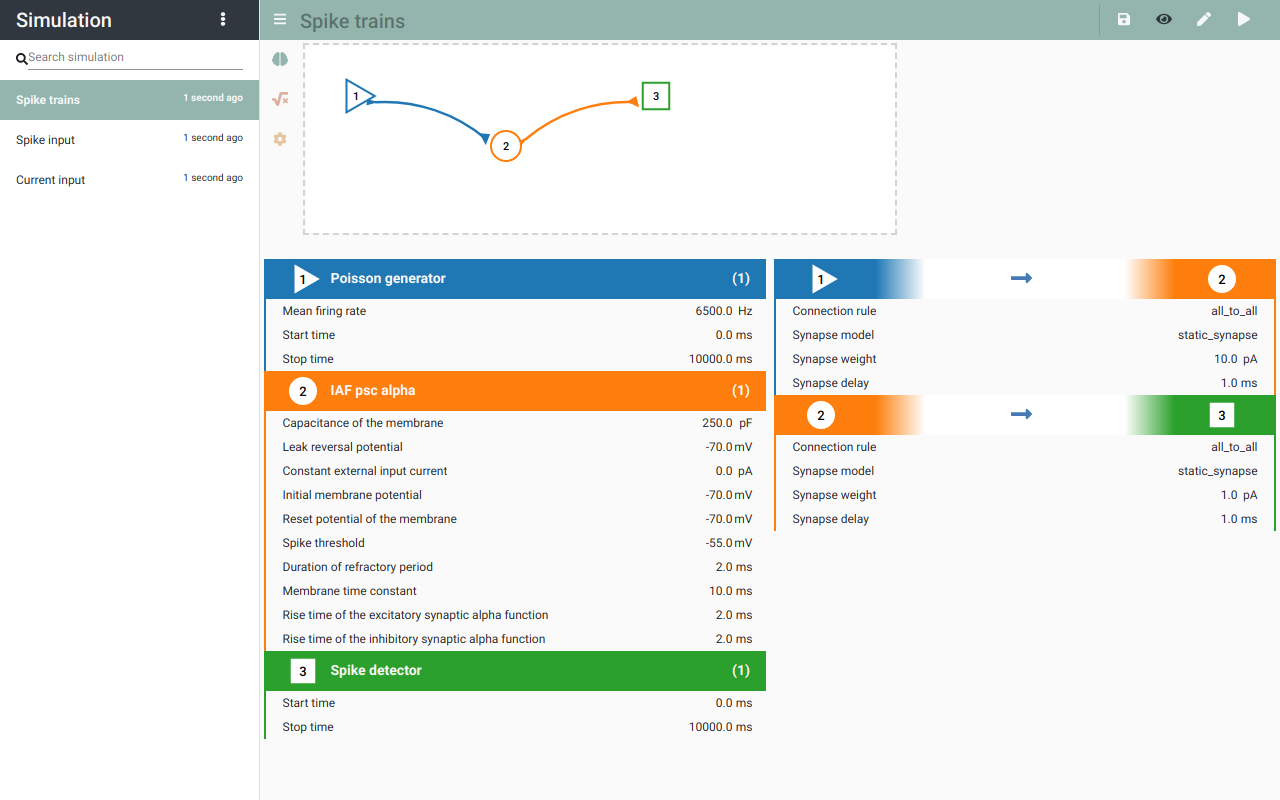 Simulation
Spike trains
Search simulation
Spike trains 1 second ago
Spike input 1 second ago
Current input 1 second ago
1
2
3
1 Poisson generator (1)
Mean firing rate 6500.0 Hz
Start time 0.0 ms
Stop time 10000.0 ms
2 IAF psc alpha (1)
Capacitance of the membrane 250.0 pF
Leak reversal potential -70.0 mV
Constant external input current 0.0 pA
Initial membrane potential -70.0 mV
Reset potential of the membrane -70.0 mV
Spike threshold -55.0 mV
Duration of refractory period 2.0 ms
Membrane time constant 10.0 ms
Rise time of the excitatory synaptic alpha function 2.0 ms
Rise time of the inhibitory synaptic alpha function 2.0 ms
3 Spike detector (1)
Start time 0.0 ms
Stop time 10000.0 ms
1 2
Connection rule all_to_all
Synapse model static_synapse
Synapse weight 10.0 pA
Synapse delay 1.0 ms
2 3
Connection rule all_to_all
Synapse model static_synapse
Synapse weight 1.0 pA
Synapse delay 1.0 ms